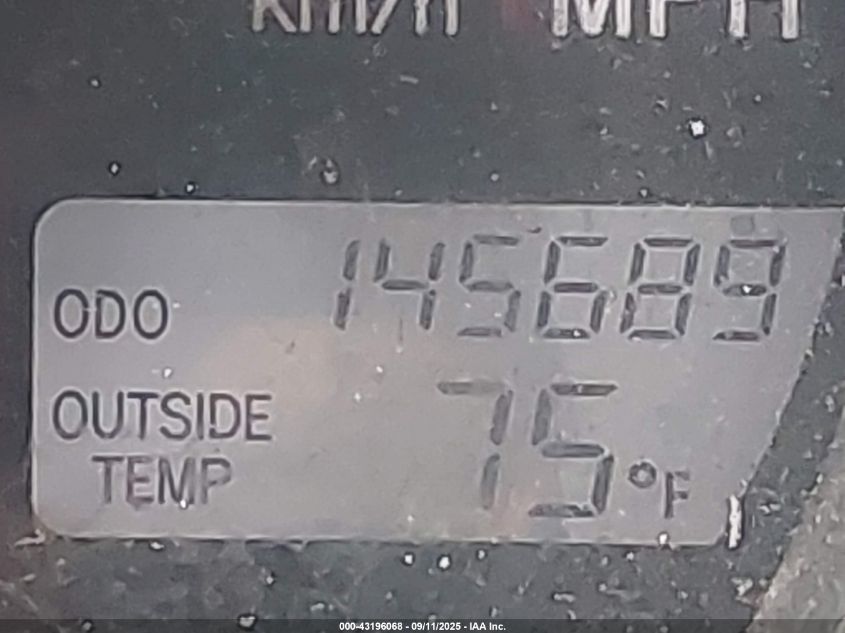 km/h MPH
ODO 145689
OUTSIDE 75°F
TEMP
000-43196068 - 09/11/2025 - IAA Inc.